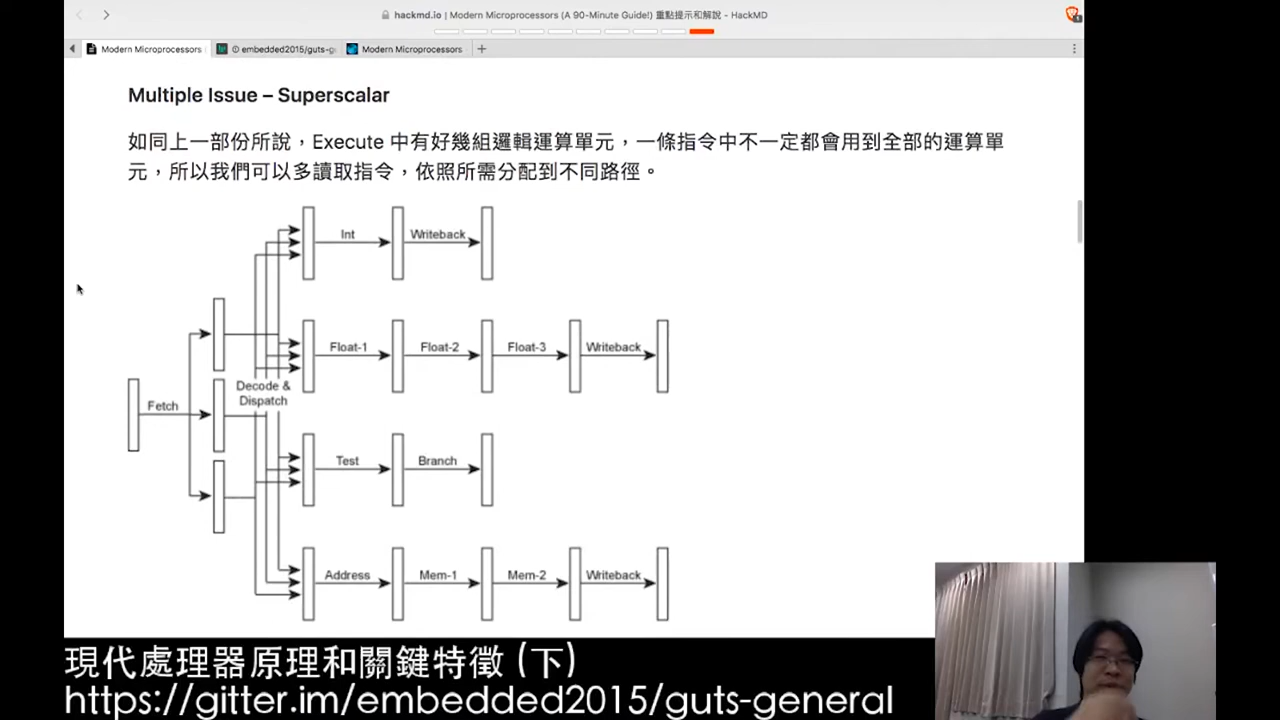 hackmd.io | Modern Microprocessors (A 90-Minute Guide!) 重點提示和解說 - HackMD
Modern Microprocessors
© embedded2015/guts-g
Modern Microprocessors
Multiple Issue – Superscalar
如同上一部份所說，Execute 中有好幾組邏輯運算單元，一條指令中不一定都會用到全部的運算單
元，所以我們可以多讀取指令，依照所需分配到不同路徑。
Int
Writeback
Float-1
Float-2
Float-3
Writeback
Fetch
Decode &
Dispatch
Test
Branch
Address
Mem-1
Mem-2
Writeback
現代處理器原理和關鍵特徵 (下)
https://gitter.im/embedded2015/guts-general